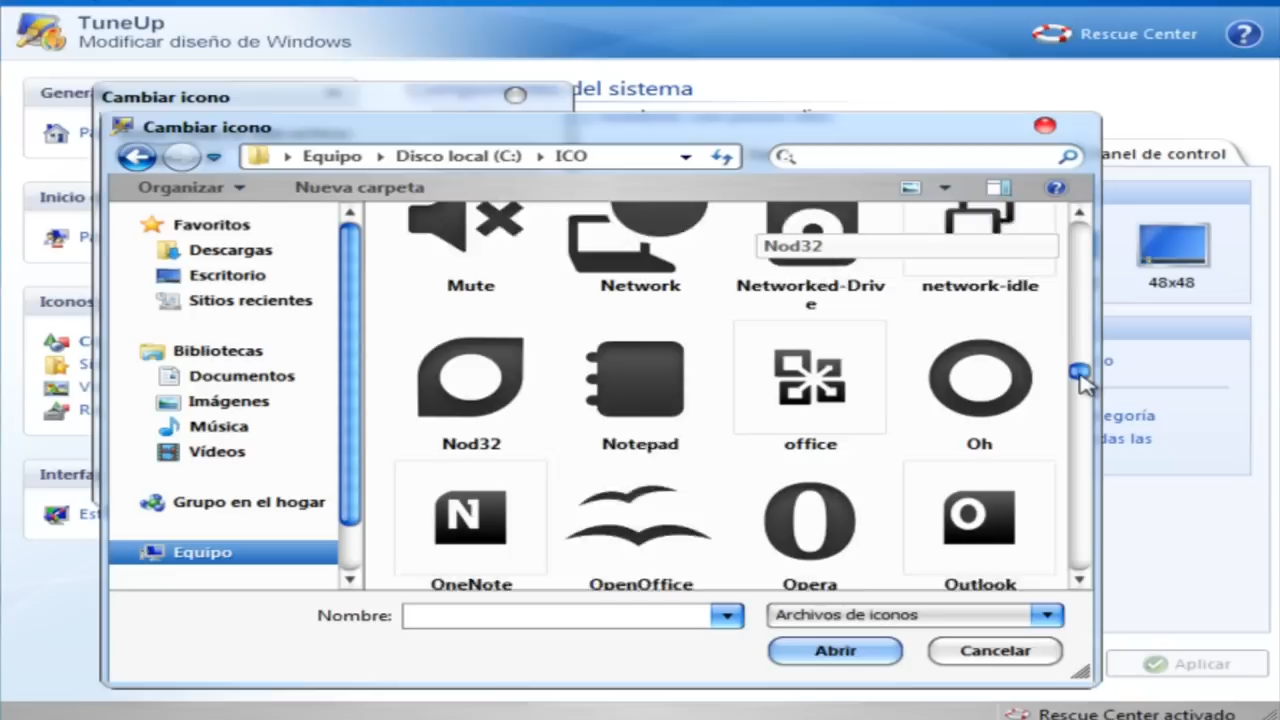 TuneUp
Modificar diseño de Windows
Rescue Center
?
Cambiar icono
del sistema
Cambiar icono
Equipo
Disco local (C:)
ICO
anel de control
Organizar
Nueva carpeta
Inicio
Iconos
Favoritos
Descargas
Escritorio
Sitios recientes
Bibliotecas
Documentos
Imágenes
Música
Vídeos
Grupo en el hogar
Equipo
Nod32
Mute
Network
Networked-Driv
e
network-idle
Nod32
Notepad
office
Oh
N
O
OneNote
OpenOffice
Opera
Outlook
48x48
o
egoría
das las
Nombre:
Archivos de iconos
Abrir
Cancelar
Aplicar
Rescue Center activado